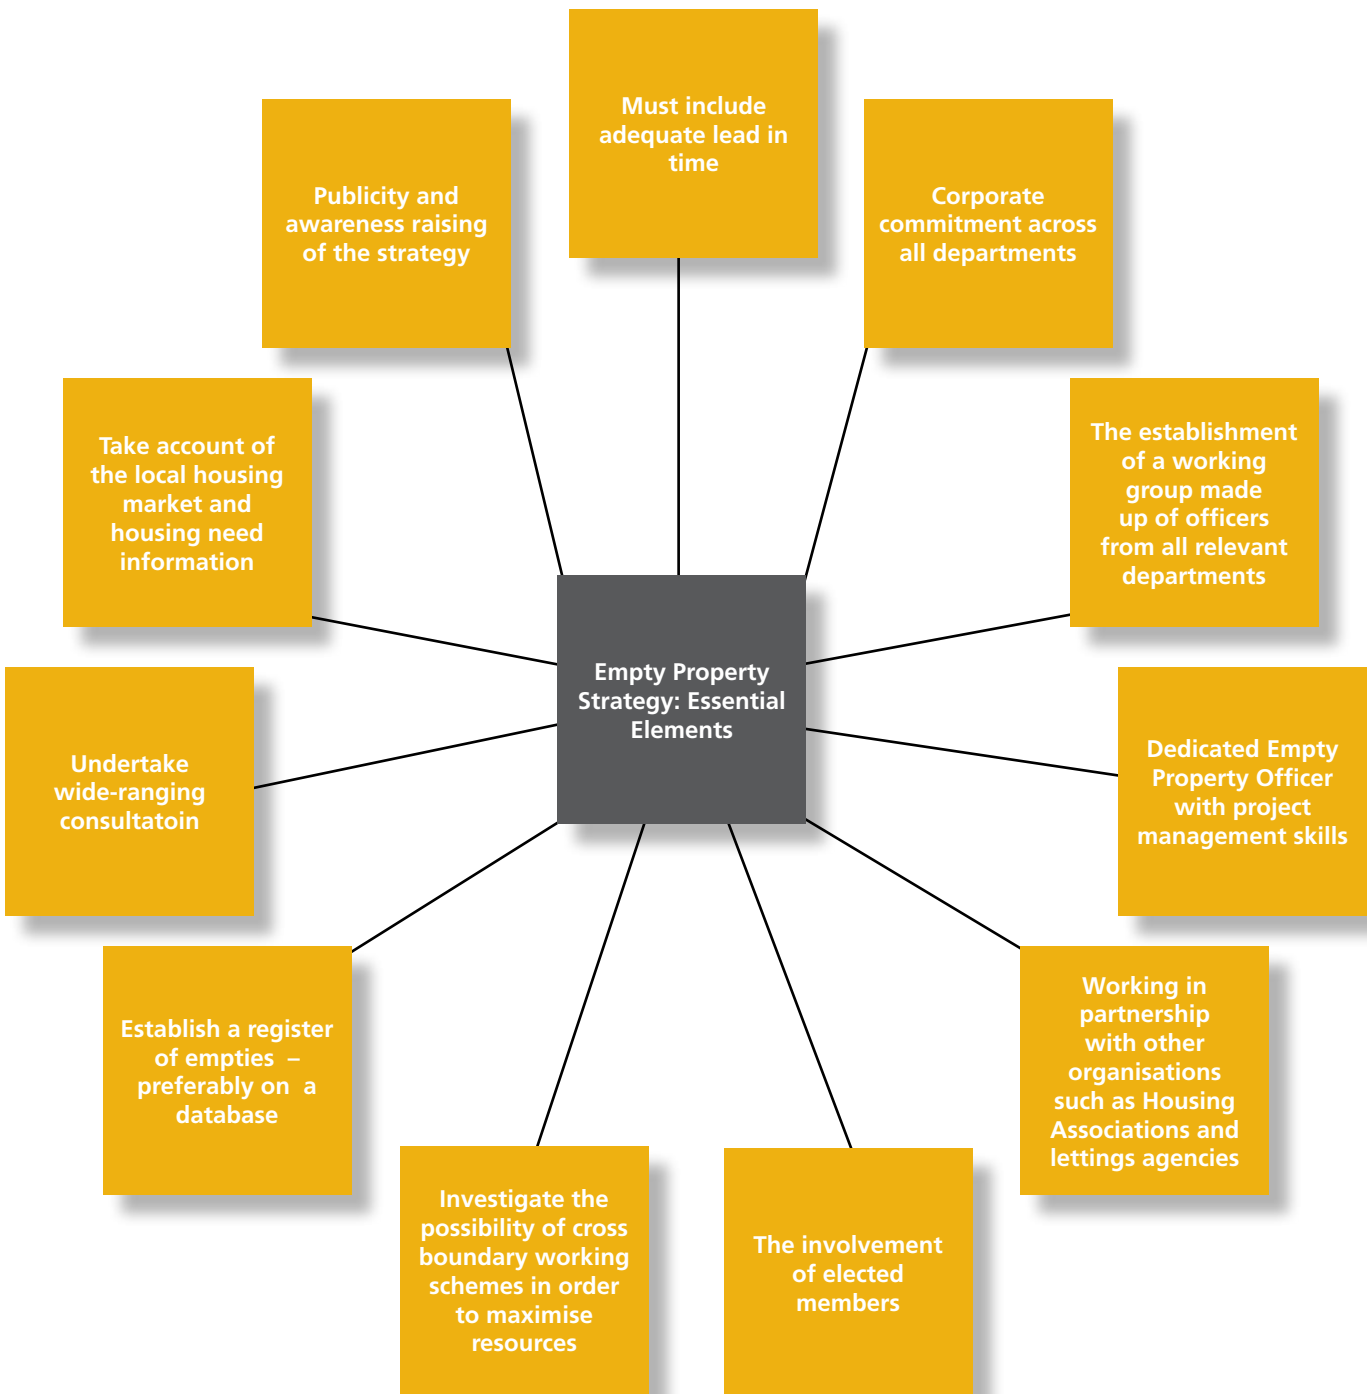 Must include
adequate lead in
time
Publicity and
awareness raising
of the strategy
Corporate
commitment across
all departments
Take account of
the local housing
market and
housing need
information
The establishment
of a working
group made
up of officers
from all relevant
departments
Empty Property
Strategy: Essential
Elements
Undertake
wide-ranging
consultatoin
Dedicated Empty
Property Officer
with project
management skills
Establish a register
of empties –
preferably on a
database
Working in
partnership
with other
organisations
such as Housing
Associations and
lettings agencies
Investigate the
possibility of cross
boundary working
schemes in order
to maximise
resources
The involvement
of elected
members